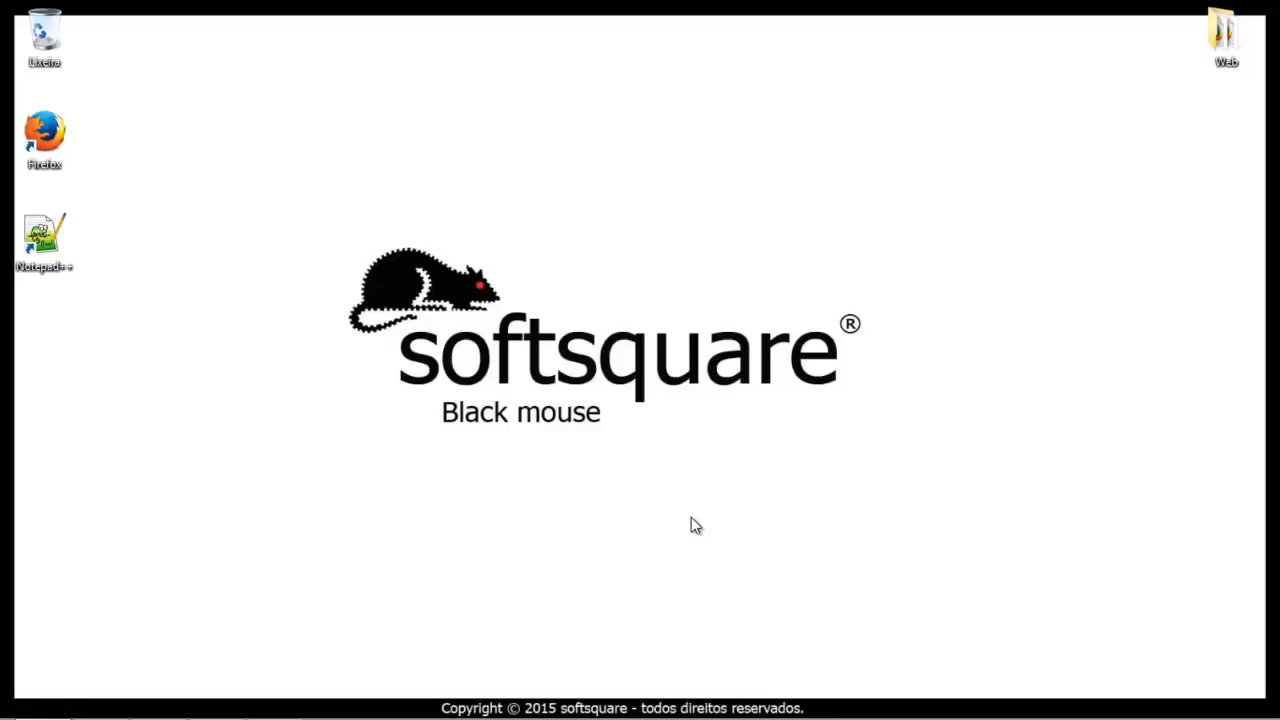 Lixeira
Web
Firefox
Notepad++
softsquare®
Black mouse
Copyright © 2015 softsquare - todos direitos reservados.